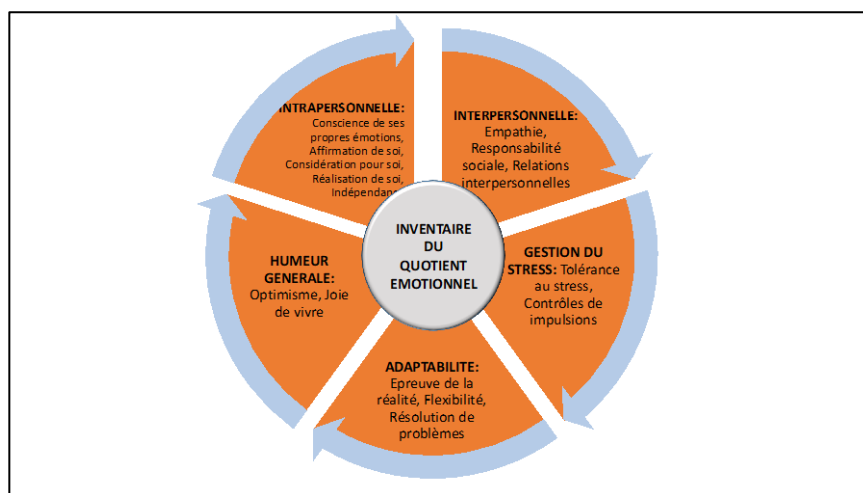 INTRAPERSONNELLE:
Conscience de ses
propres émotions,
Affirmation de soi,
Considération pour soi,
Réalisation de soi,
Indépendan
INTERPERSONNELLE:
Empathie,
Responsabilité
sociale, Relations
interpersonnelles
GESTION DU
STRESS: Tolérance
au stress,
Contrôles de
impulsions
ADAPTABILITE:
Epreuve de la
réalité, Flexibilité,
Résolution de
problèmes
HUMEUR
GENERALE:
Optimisme, Joie
de vivre
INVENTAIRE
DU
QUOTIENT
EMOTIONNEL